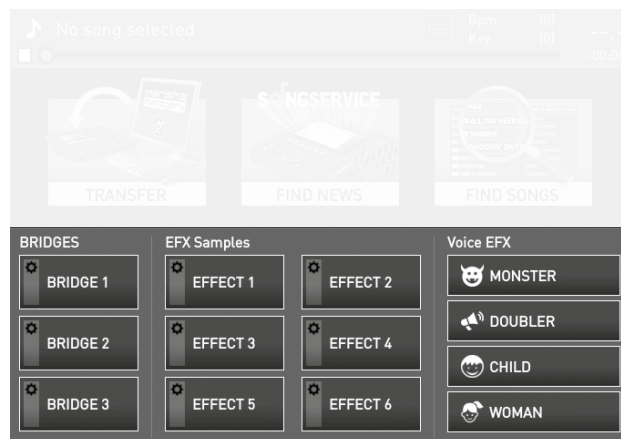 No song selected
Bpm [0]
Key [0]
SONGSERVICE
TRANSFER
FIND NEWS
FIND SONGS
BRIDGES
EFX Samples
Voice EFX
BRIDGE 1
EFFECT 1
EFFECT 2
MONSTER
DOUBLER
BRIDGE 2
EFFECT 3
EFFECT 4
CHILD
BRIDGE 3
EFFECT 5
EFFECT 6
WOMAN